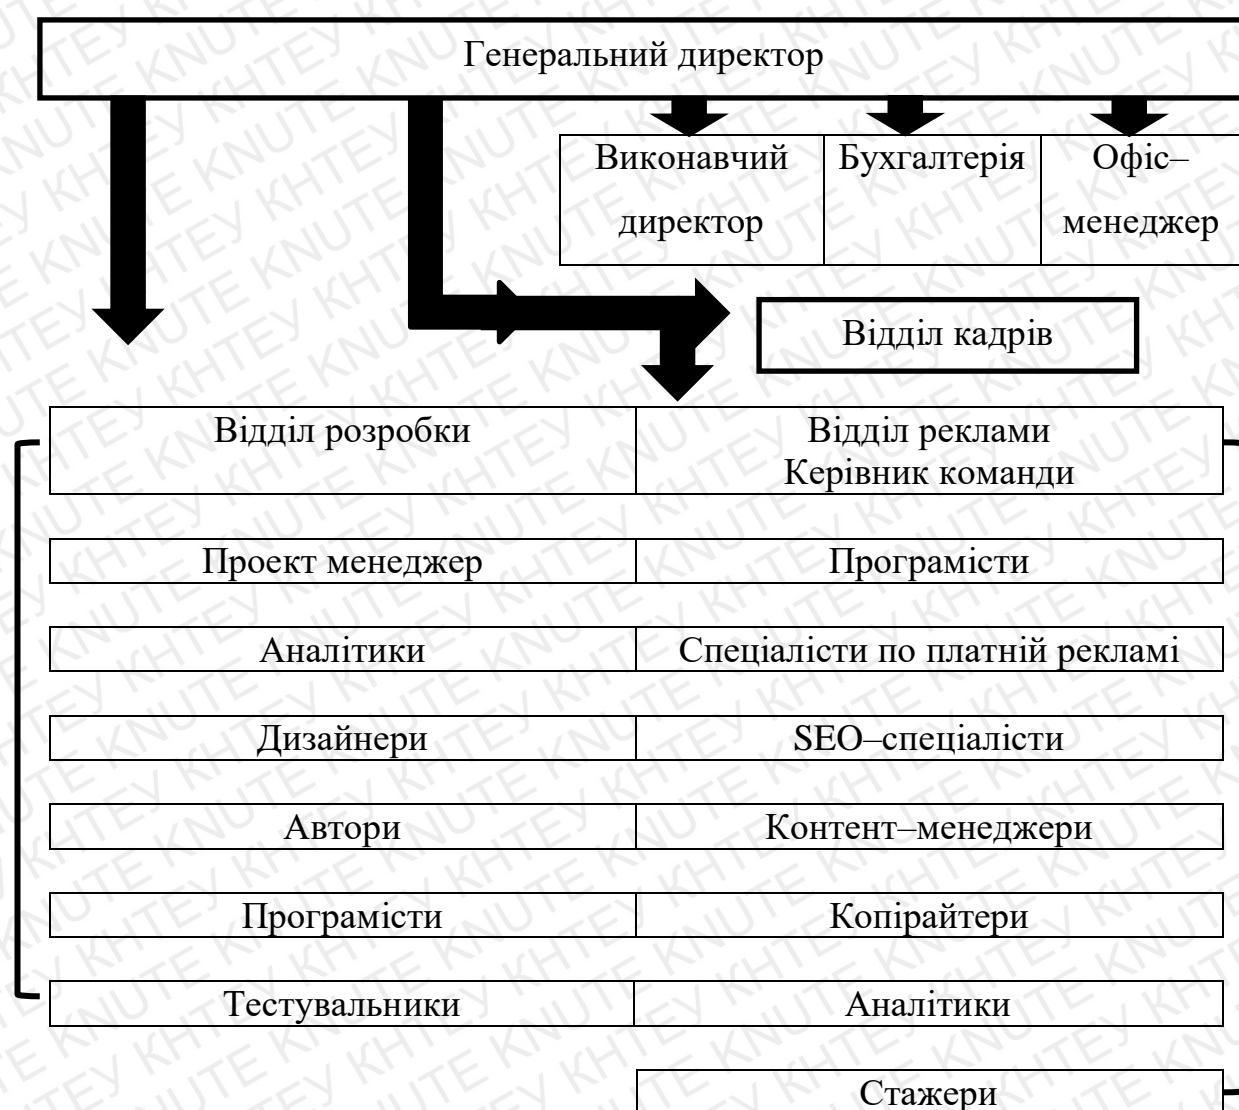 Генеральний директор
Виконавчий
директор
Бухгалтерія
Офіс–
менеджер
Відділ кадрів
Відділ розробки
Відділ реклами
Керівник команди
Проект менеджер
Програмісти
Аналітики
Спеціалісти по платній рекламі
Дизайнери
SEO–спеціалісти
Автори
Контент–менеджери
Програмісти
Копірайтери
Тестувальники
Аналітики
Стажери